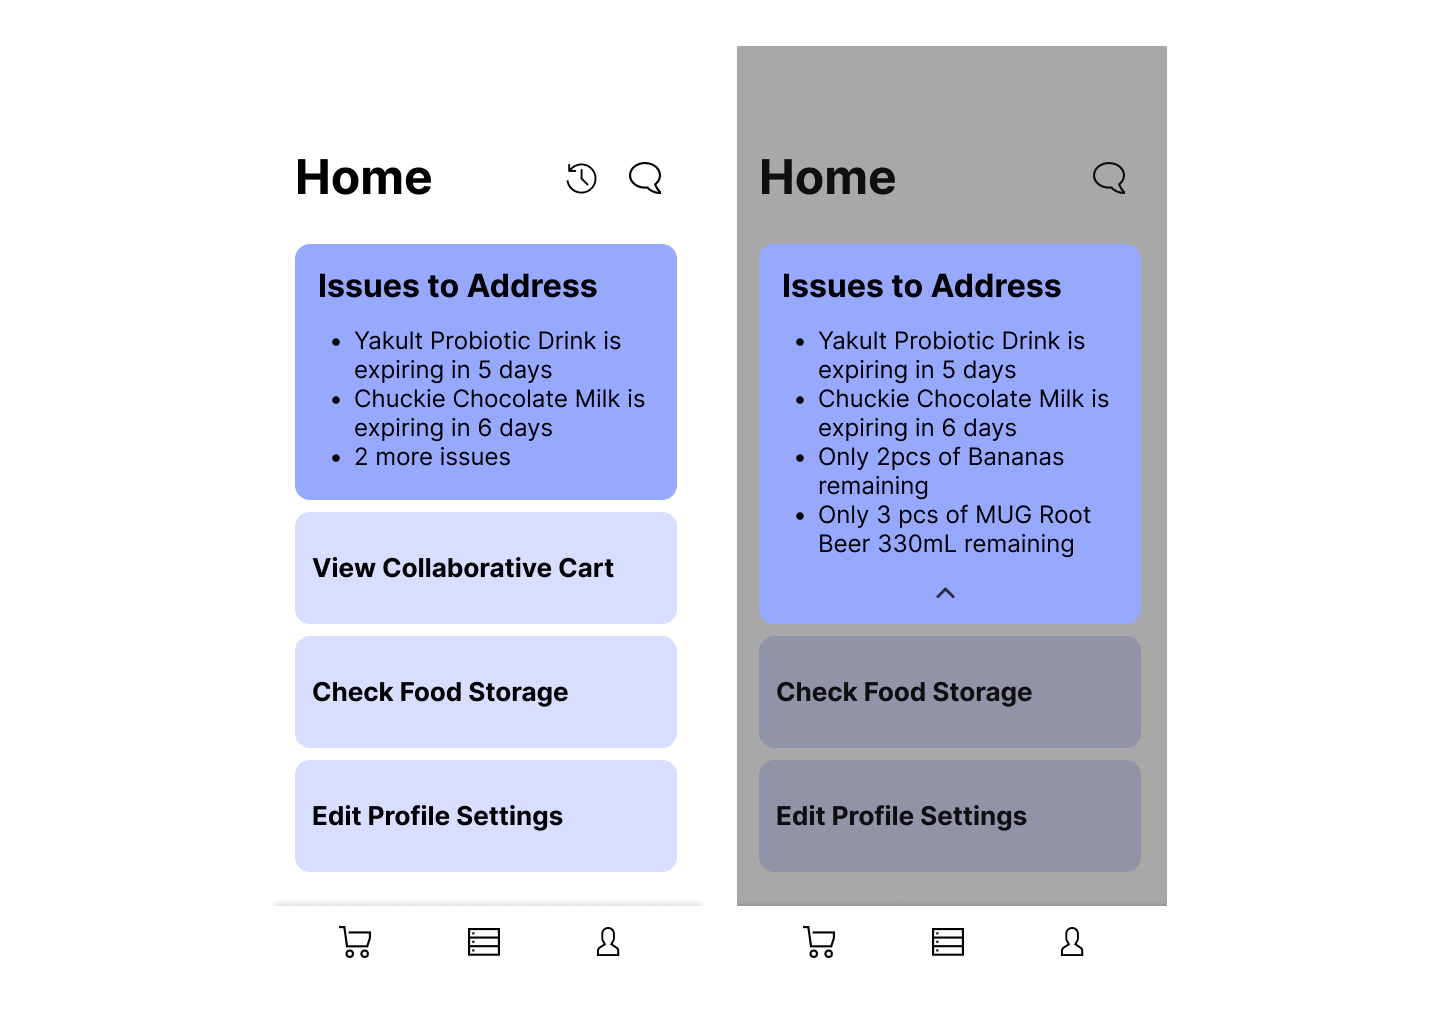 Home
Issues to Address
• Yakult Probiotic Drink is
expiring in 5 days
• Chuckie Chocolate Milk is
expiring in 6 days
• 2 more issues
View Collaborative Cart
Check Food Storage
Edit Profile Settings
Home
Issues to Address
• Yakult Probiotic Drink is
expiring in 5 days
• Chuckie Chocolate Milk is
expiring in 6 days
• Only 2pcs of Bananas
remaining
• Only 3 pcs of MUG Root
Beer 330mL remaining
Check Food Storage
Edit Profile Settings